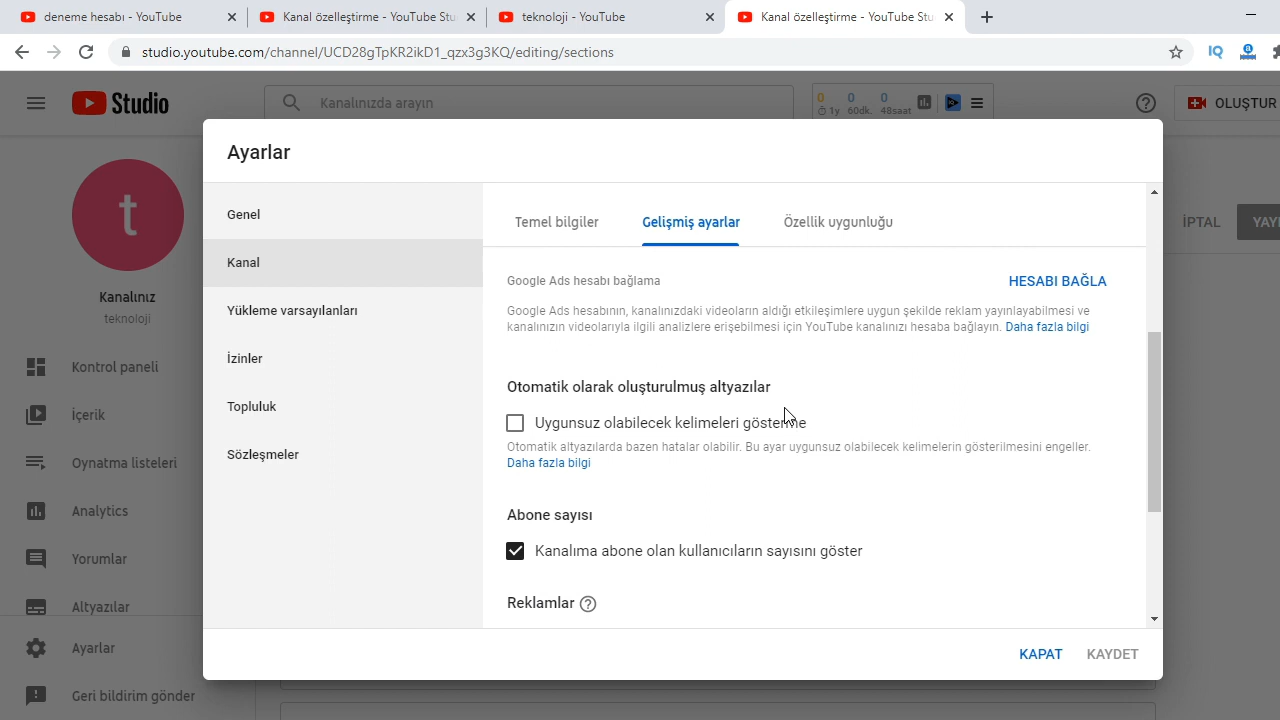 deneme hesabı - YouTube
Kanal özelleştirme - YouTube Stu
teknoloji - YouTube
Kanal özelleştirme - YouTube Stu
studio.youtube.com/channel/UCD28gTpKR2ikD1_qzx3g3KQ/editing/sections
IQ
Studio
Kanalınızda arayın
0 0 0
1y 60dk. 48saat
OLUŞTUR
Ayarlar
t
Kanalınız
teknoloji
Kontrol paneli
İçerik
Oynatma listeleri
Analytics
Yorumlar
Altyazılar
Ayarlar
Geri bildirim gönder
Genel
Kanal
Yükleme varsayılanları
İzinler
Topluluk
Sözleşmeler
Temel bilgiler
Gelişmiş ayarlar
Özellik uygunluğu
İPTAL
YAYI
Google Ads hesabı bağlama
HESABI BAĞLA
Google Ads hesabının, kanalınızdaki videoların aldığı etkileşimlere uygun şekilde reklam yayınlayabilmesi ve
kanalınızın videolarıyla ilgili analizlere erişebilmesi için YouTube kanalınızı hesaba bağlayın. Daha fazla bilgi
Otomatik olarak oluşturulmuş altyazılar
Uygunsuz olabilecek kelimeleri gösterme
Otomatik altyazılarda bazen hatalar olabilir. Bu ayar uygunsuz olabilecek kelimelerin gösterilmesini engeller.
Daha fazla bilgi
Abone sayısı
Kanalıma abone olan kullanıcıların sayısını göster
Reklamlar
KAPAT
KAYDET